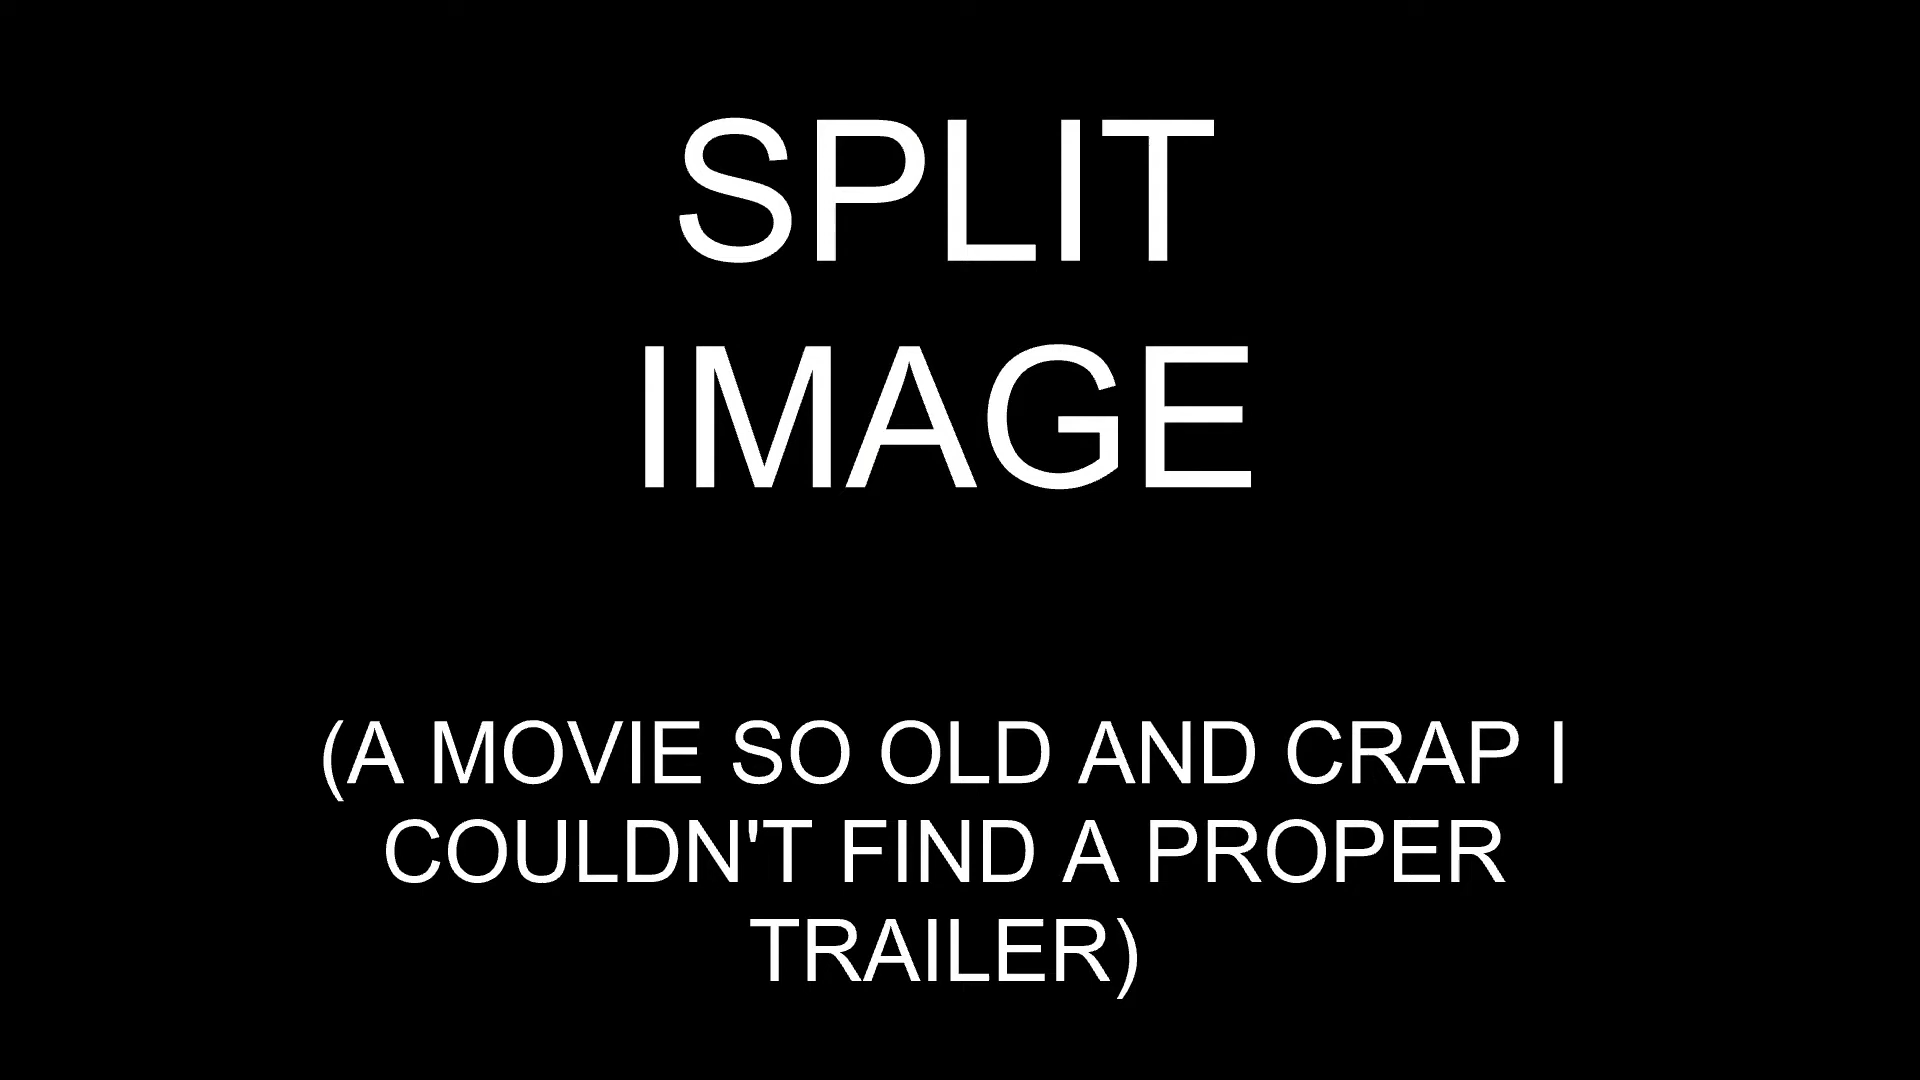 SPLIT
IMAGE
(A MOVIE SO OLD AND CRAP I
COULDN'T FIND A PROPER
TRAILER)